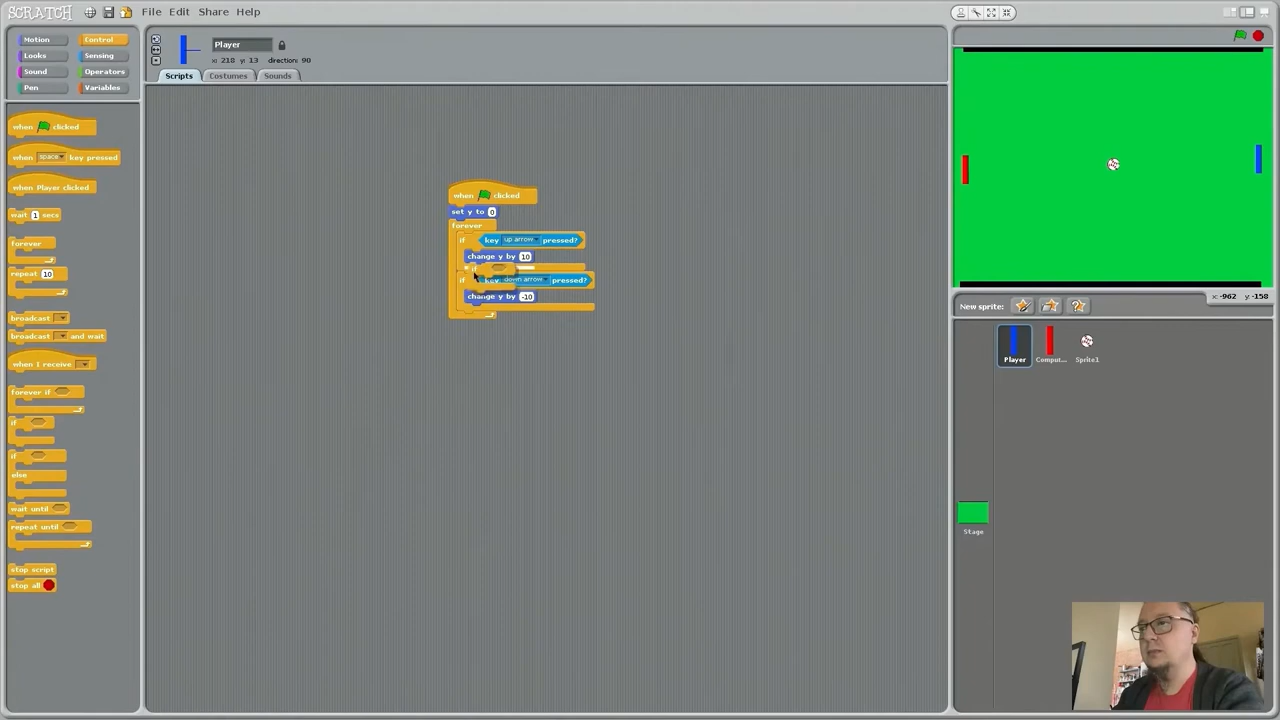 SCRATCH File Edit Share Help
Motion Control
Looks Sensing
Sound Operators
Pen Variables
Player
x: 218 y: 13 direction: 90
Scripts Costumes Sounds
when clicked
when space key pressed
when Player clicked
wait 1 secs
forever
repeat 10
broadcast
broadcast and wait
when I receive
forever if
if
if
else
wait until
repeat until
stop script
stop all
when clicked
set y to 0
forever
if key up arrow pressed?
change y by 10
if
if key down arrow pressed?
change y by -10
x: -962 y: -158
New sprite:
Player Comput... Sprite1
Stage